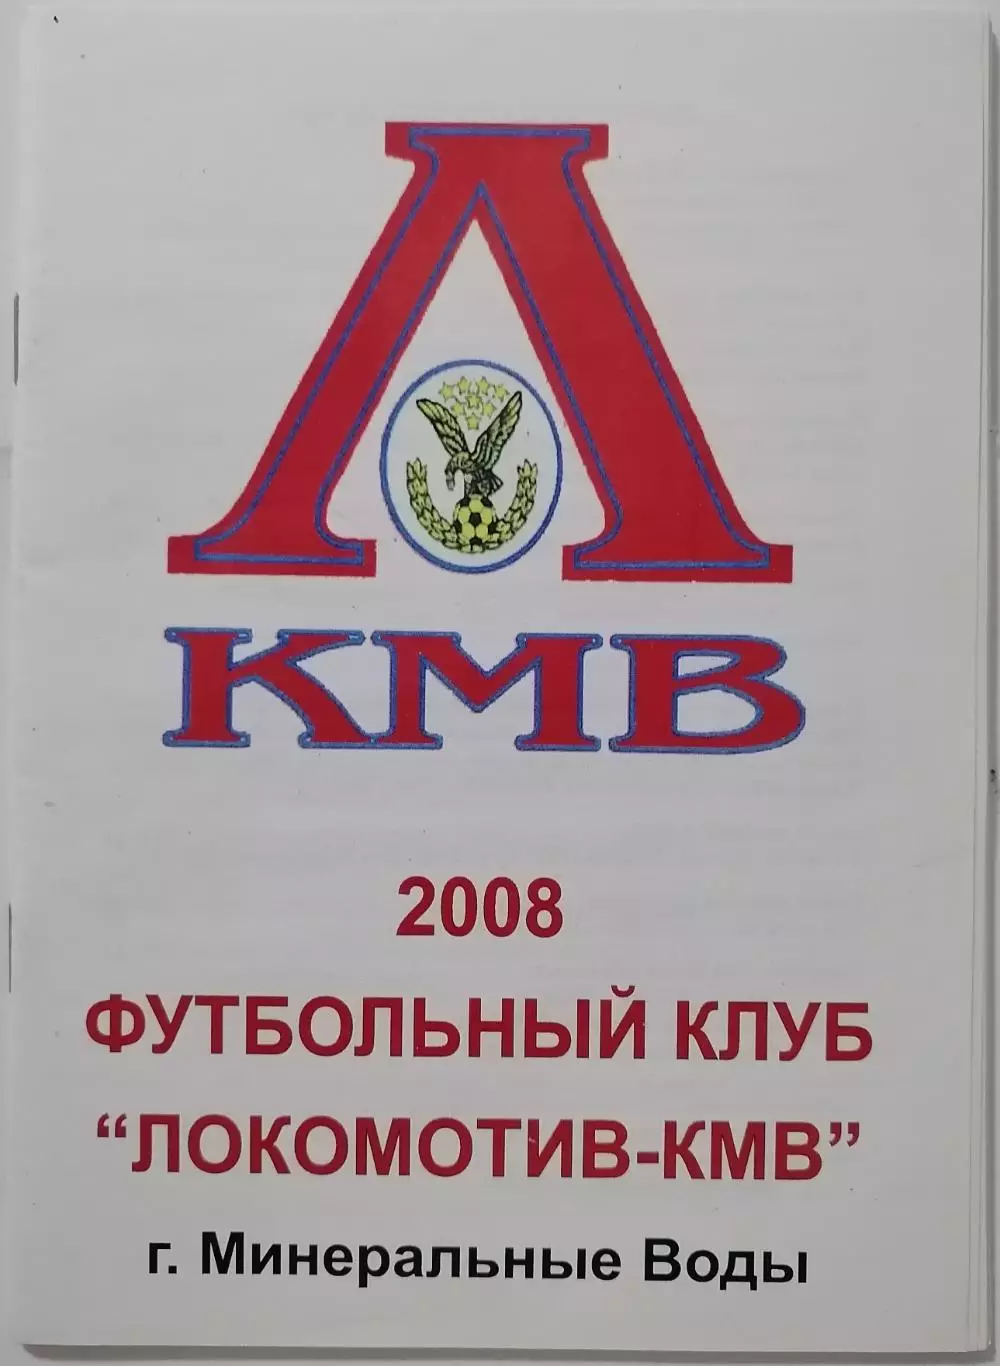 Л
КМВ
2008
ФУТБОЛЬНЫЙ КЛУБ
“ЛОКОМОТИВ-КМВ”
г. Минеральные Воды